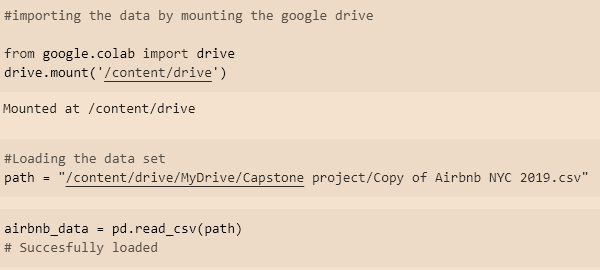 #importing the data by mounting the google drive
from google.colab import drive
drive.mount('/content/drive')
Mounted at /content/drive
#Loading the data set
path = "/content/drive/MyDrive/Capstone project/Copy of Airbnb NYC 2019.csv"
airbnb_data = pd.read_csv(path)
# Succesfully loaded